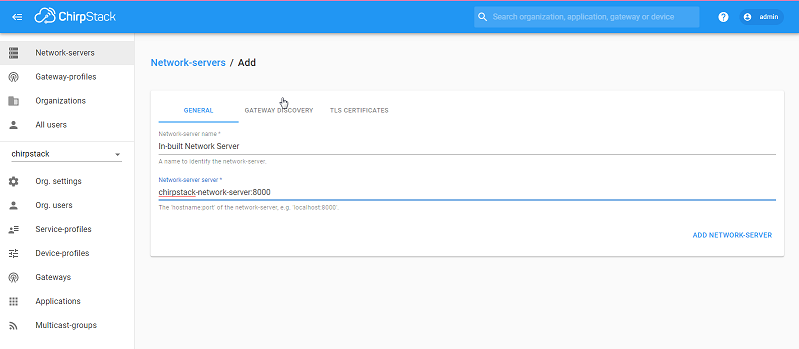 ChirpStack
Search organization, application, gateway or device
?
admin
Network-servers
Gateway-profiles
Organizations
All users
chirpstack
Org. settings
Org. users
Service-profiles
Device-profiles
Gateways
Applications
Multicast-groups
Network-servers / Add
GENERAL GATEWAY DISCOVERY TLS CERTIFICATES
Network-server name *
In-built Network Server
A name to identify the network-server.
Network-server server *
chirpstack-network-server:8000
The 'hostname:port' of the network-server, e.g. 'localhost:8000'.
ADD NETWORK-SERVER